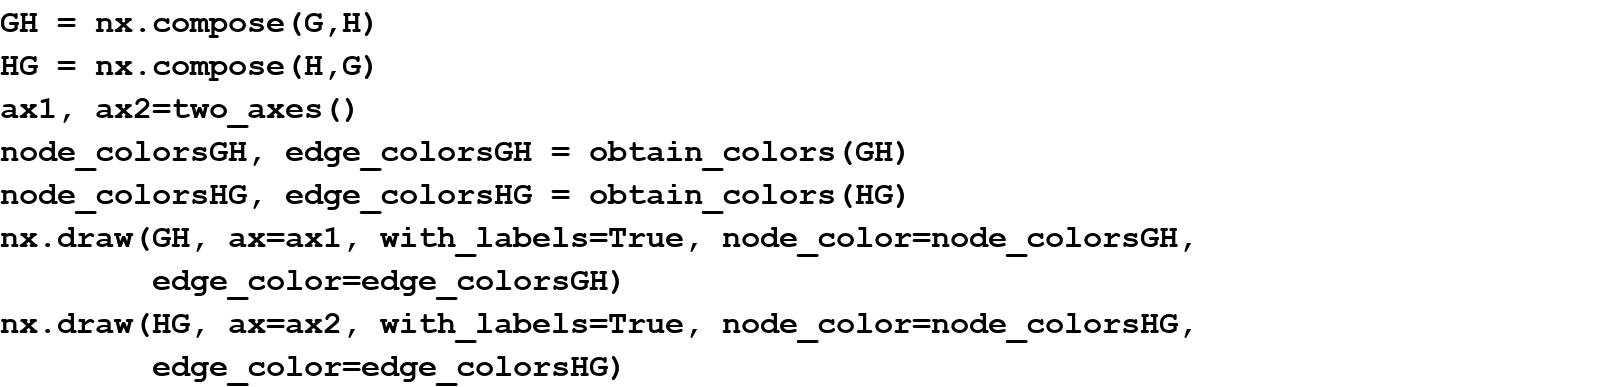 GH = nx.compose(G,H)
HG = nx.compose(H,G)
ax1, ax2=two_axes()
node_colorsGH, edge_colorsGH = obtain_colors(GH)
node_colorsHG, edge_colorsHG = obtain_colors(HG)
nx.draw(GH, ax=ax1, with_labels=True, node_color=node_colorsGH,
        edge_color=edge_colorsGH)
nx.draw(HG, ax=ax2, with_labels=True, node_color=node_colorsHG,
        edge_color=edge_colorsHG)